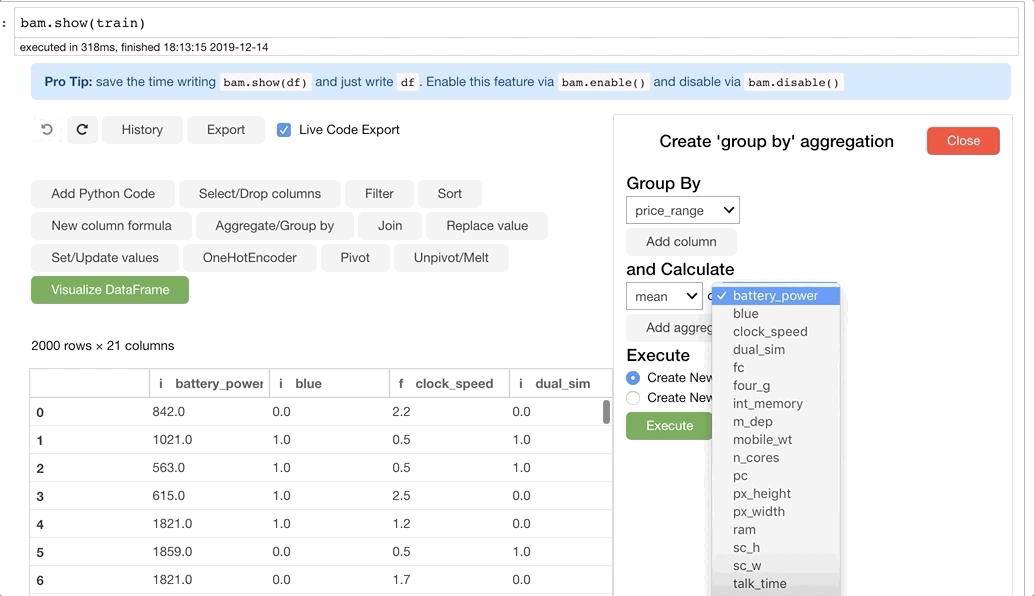 : bam.show(train)
executed in 318ms, finished 18:13:15 2019-12-14
Pro Tip: save the time writing bam.show(df) and just write df . Enable this feature via bam.enable() and disable via bam.disable()
History Export Live Code Export
Add Python Code Select/Drop columns Filter Sort
New column formula Aggregate/Group by Join Replace value
Set/Update values OneHotEncoder Pivot Unpivot/Melt
Visualize DataFrame
2000 rows × 21 columns
i battery_power i blue f clock_speed i dual_sim
0 842.0 0.0 2.2 0.0
1 1021.0 1.0 0.5 1.0
2 563.0 1.0 0.5 1.0
3 615.0 1.0 2.5 0.0
4 1821.0 1.0 1.2 0.0
5 1859.0 0.0 0.5 1.0
6 1821.0 0.0 1.7 0.0
Create 'group by' aggregation Close
Group By
price_range
Add column
and Calculate
mean
Add aggreg
Execute
Create New
Create New
Execute
battery_power
blue
clock_speed
dual_sim
fc
four_g
int_memory
m_dep
mobile_wt
n_cores
pc
px_height
px_width
ram
sc_h
sc_w
talk_time